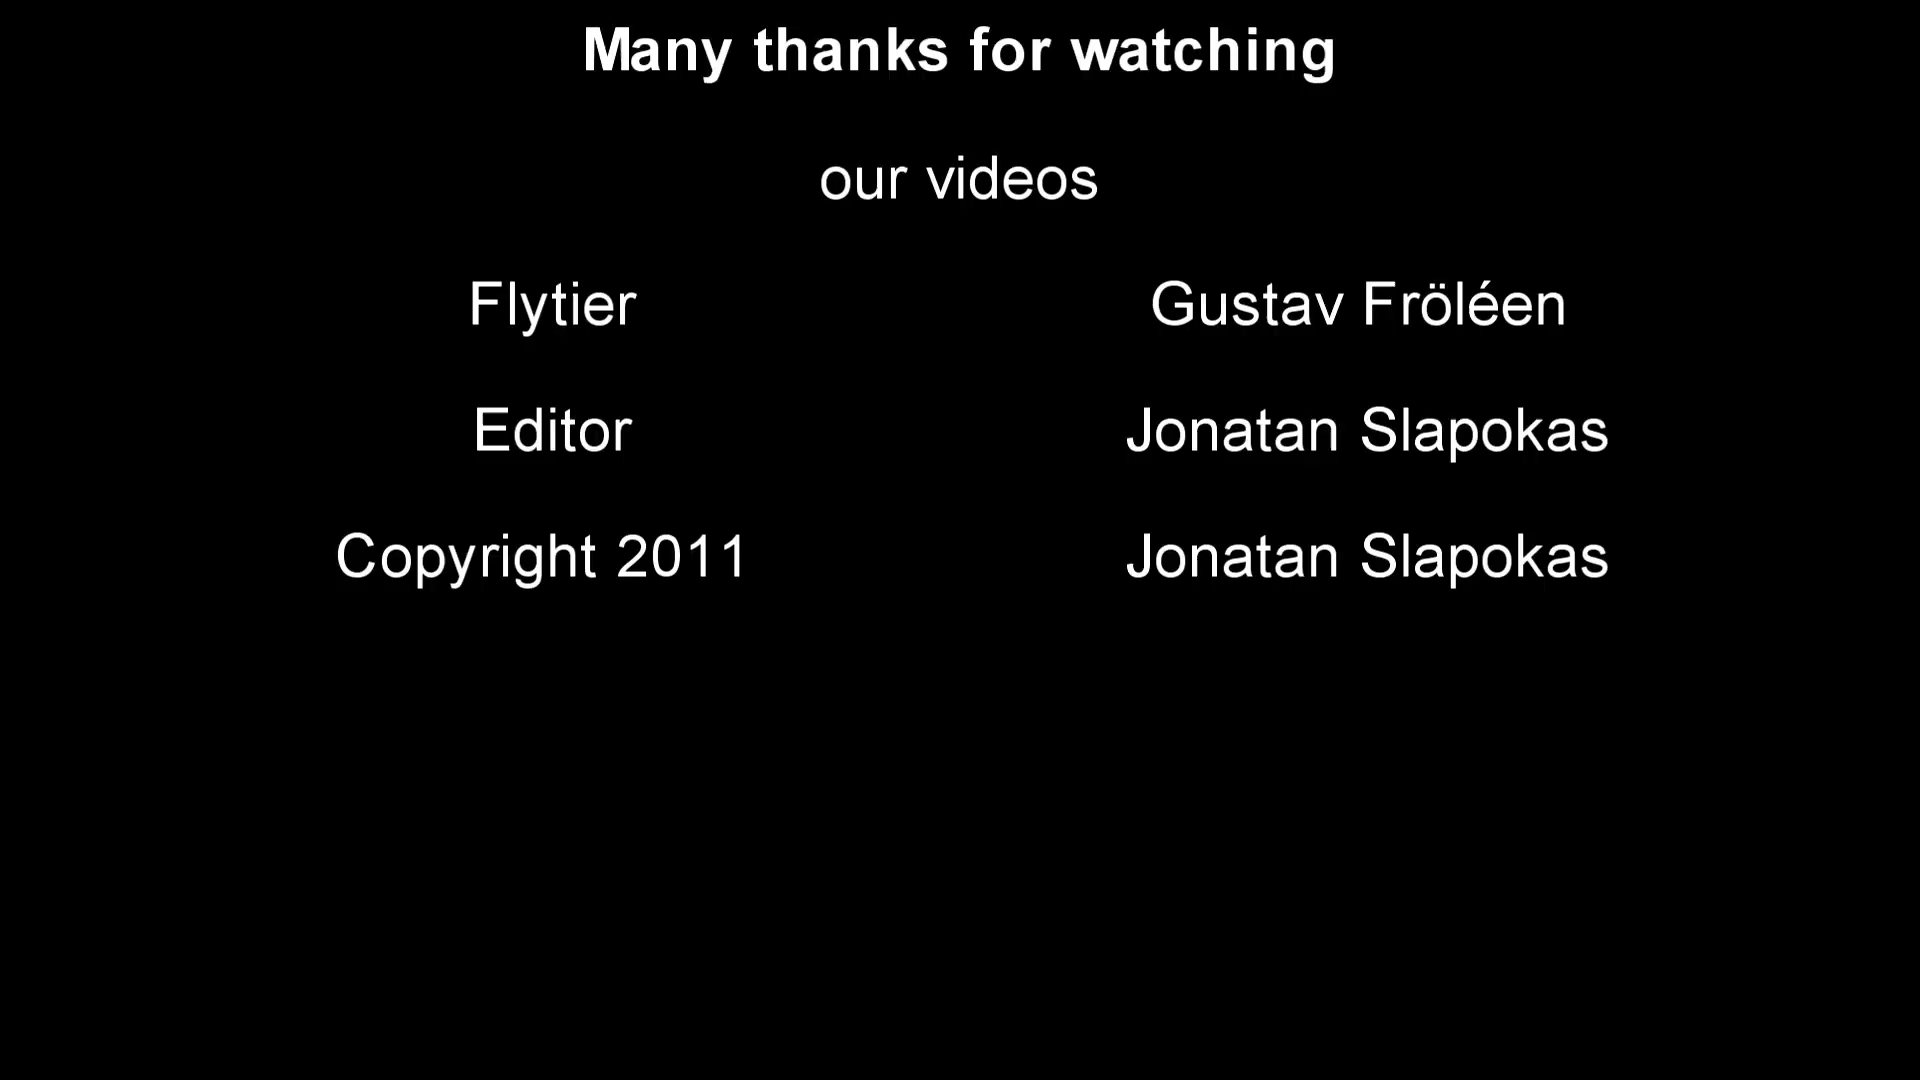 Many thanks for watching
our videos
Flytier Gustav Fröléen
Editor Jonatan Slapokas
Copyright 2011 Jonatan Slapokas